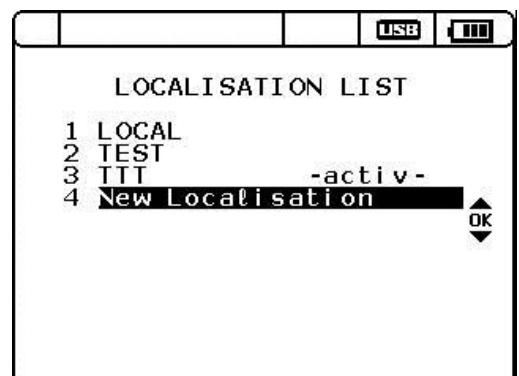 USB
LOCALISATION LIST
1 LOCAL
2 TEST
3 TTT -activ-
4 New Localisation
OK